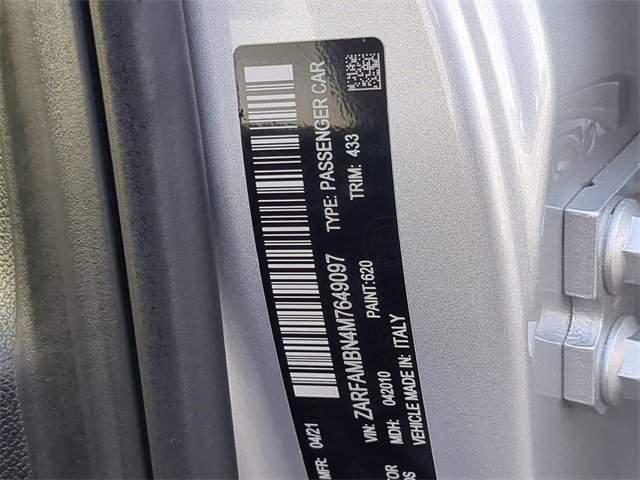 MFR: 04/21
VIN: ZARFAMBN4M7649097 TYPE: PASSENGER CAR
MDH: 042010 PAINT:620 TRIM: 433
VEHICLE MADE IN: ITALY